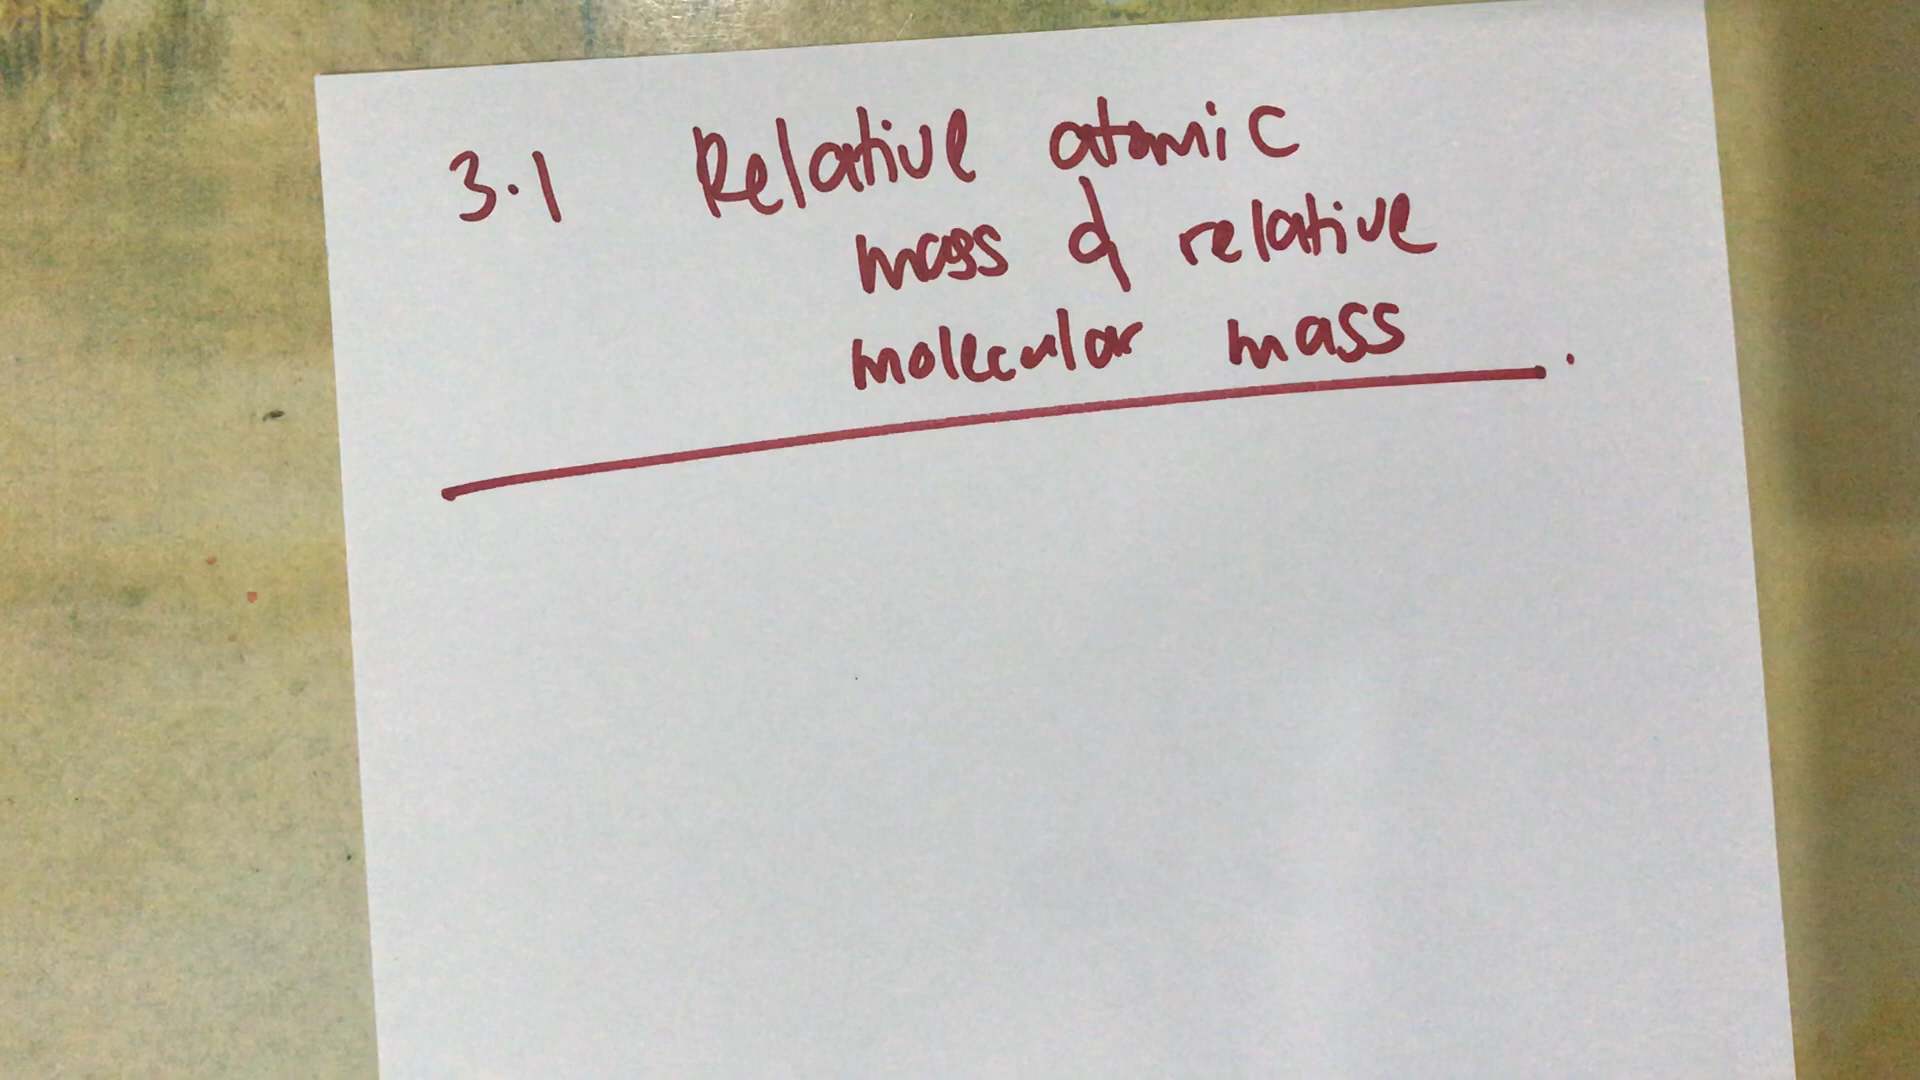 3.1 Relative atomic
mass & relative
molecular mass.